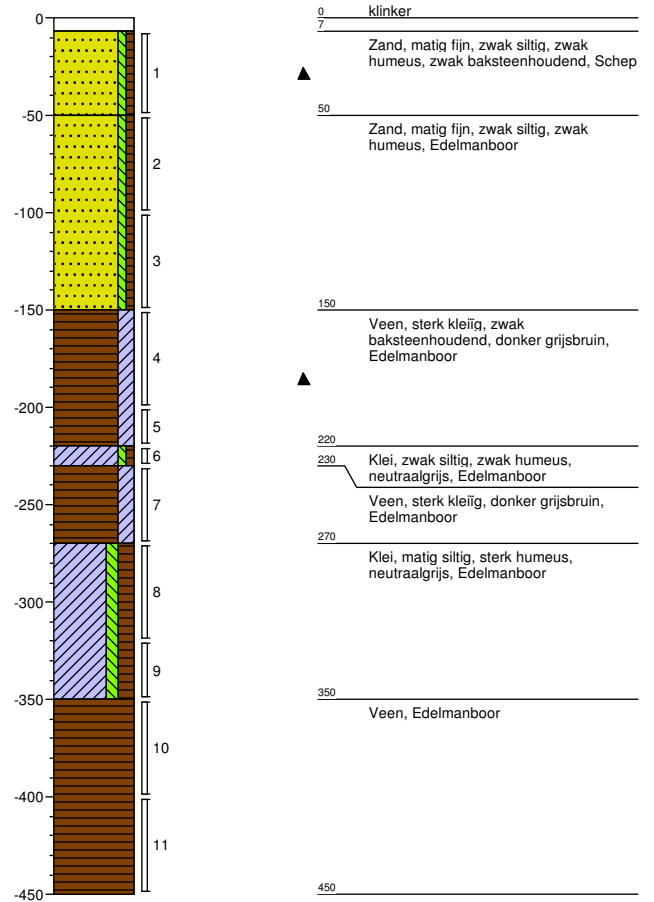 0
-50
-100
-150
-200
-250
-300
-350
-400
-450
1
2
3
4
5
6
7
8
9
10
11
0 klinker
7
Zand, matig fijn, zwak siltig, zwak
humeus, zwak baksteenhoudend, Schep
50
Zand, matig fijn, zwak siltig, zwak
humeus, Edelmanboor
150
Veen, sterk kleiïg, zwak
baksteenhoudend, donker grijsbruin,
Edelmanboor
220
Klei, zwak siltig, zwak humeus,
neutraalgrijs, Edelmanboor
230
Veen, sterk kleiïg, donker grijsbruin,
Edelmanboor
270
Klei, matig siltig, sterk humeus,
neutraalgrijs, Edelmanboor
350
Veen, Edelmanboor
450